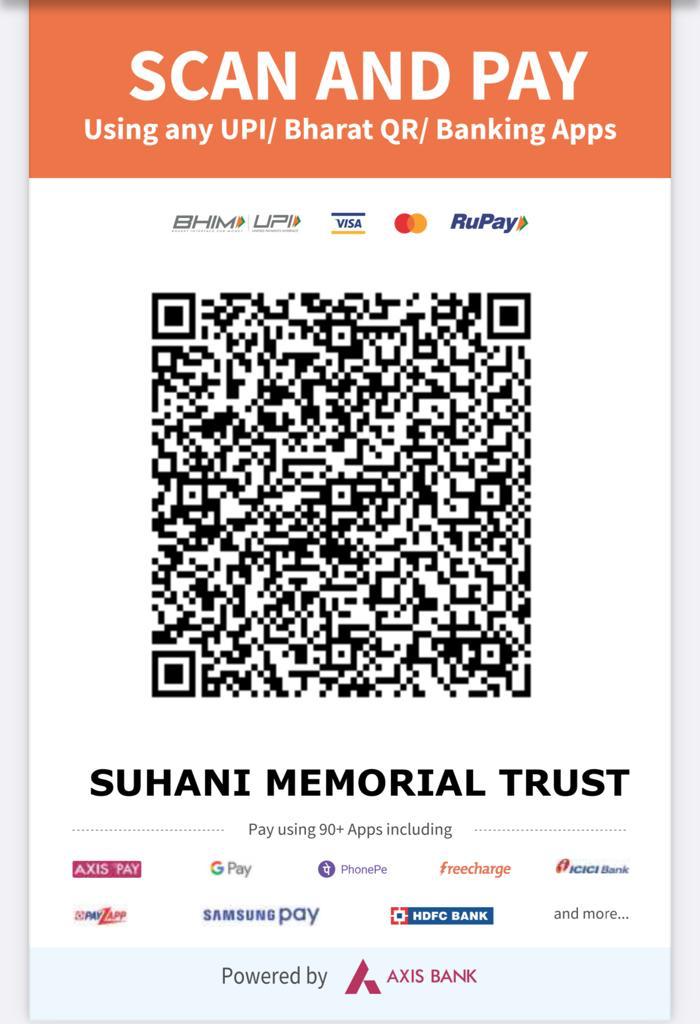 SCAN AND PAY
Using any UPI/ Bharat QR/ Banking Apps
BHIM UPI VISA RuPay
SUHANI MEMORIAL TRUST
Pay using 90+ Apps including
AXIS PAY G Pay PhonePe freecharge ICICI Bank
PAYZAPP SAMSUNG pay HDFC BANK and more...
Powered by AXIS BANK